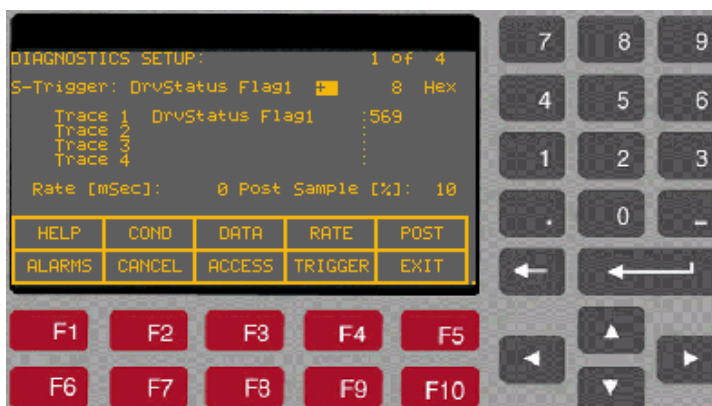 DIAGNOSTICS SETUP: 1 of 4
S-Trigger: DrvStatus Flag1 + 8 Hex
Trace 1 DrvStatus Flag1 :569
Trace 2 :
Trace 3 :
Trace 4 :
Rate [mSec]: 0 Post Sample [%]: 10
HELP COND DATA RATE POST
ALARMS CANCEL ACCESS TRIGGER EXIT
F1 F2 F3 F4 F5
F6 F7 F8 F9 F10
7 8 9
4 5 6
1 2 3
. 0 –